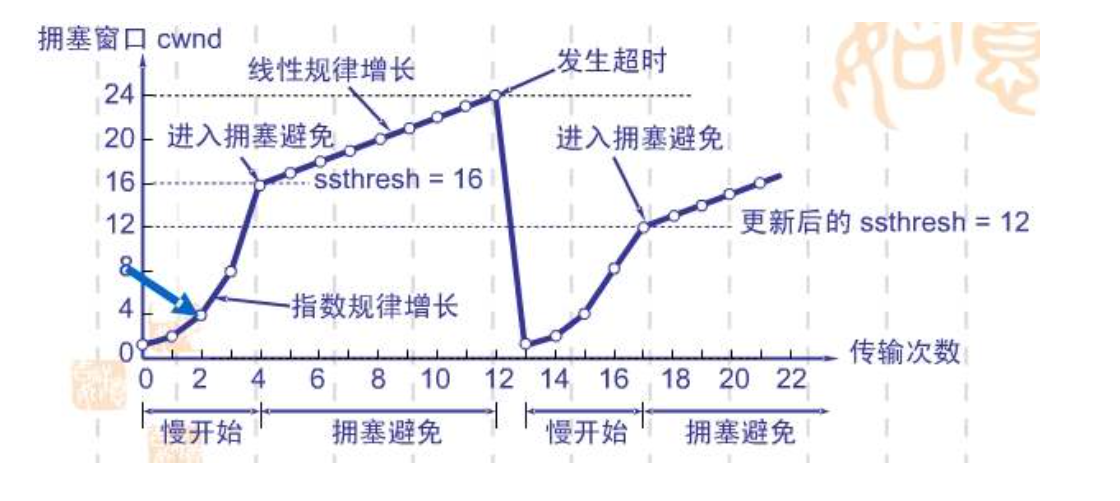 拥塞窗口 cwnd
线性规律增长
发生超时
24
进入拥塞避免
进入拥塞避免
20
16
ssthresh = 16
12
更新后的 ssthresh = 12
8
指数规律增长
4
0
传输次数
0 2 4 6 8 10 12 14 16 18 20 22
慢开始 拥塞避免 慢开始 拥塞避免